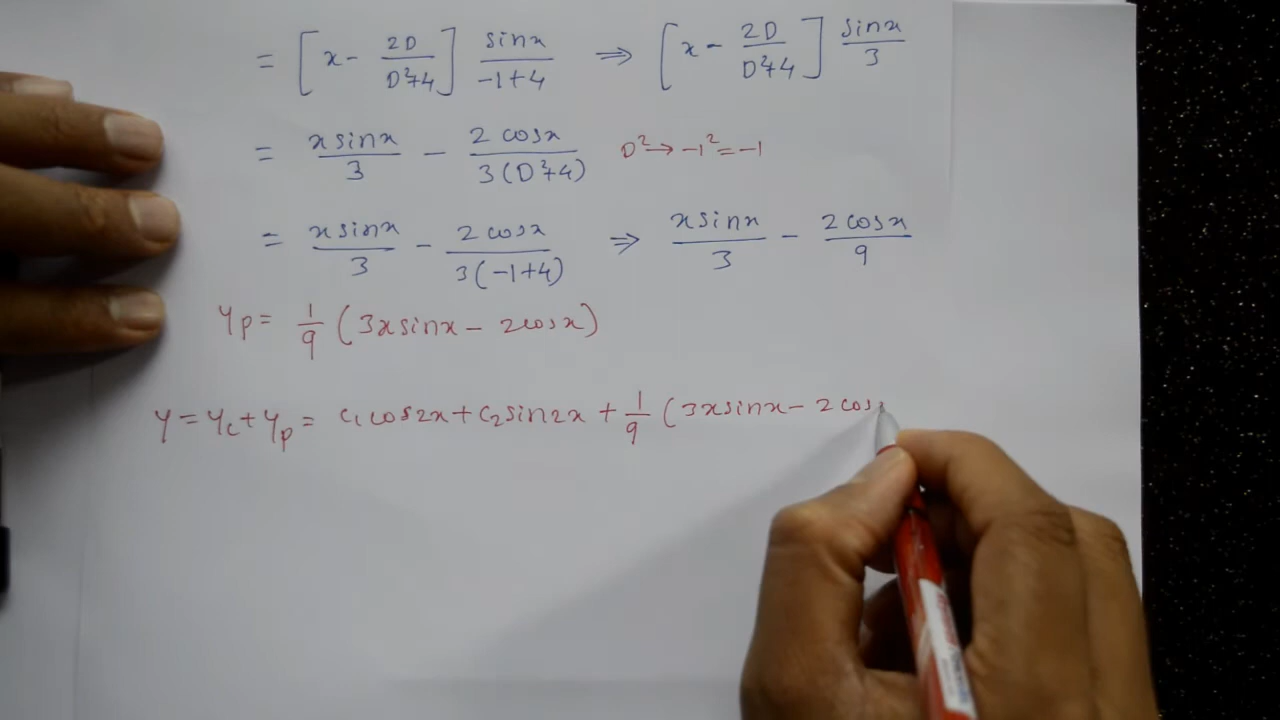 = [x - 2D/D²+4] sinx/-1+4 ⇒ [x - 2D/D²+4] sinx/3
= xsinx/3 - 2cosx/3(D²+4) D² → -1² = -1
= xsinx/3 - 2cosx/3(-1+4) ⇒ xsinx/3 - 2cosx/9
yp = 1/9 (3xsinx - 2cosx)
y = yc + yp = c₁cos2x + c₂sin2x + 1/9 (3xsinx - 2cos